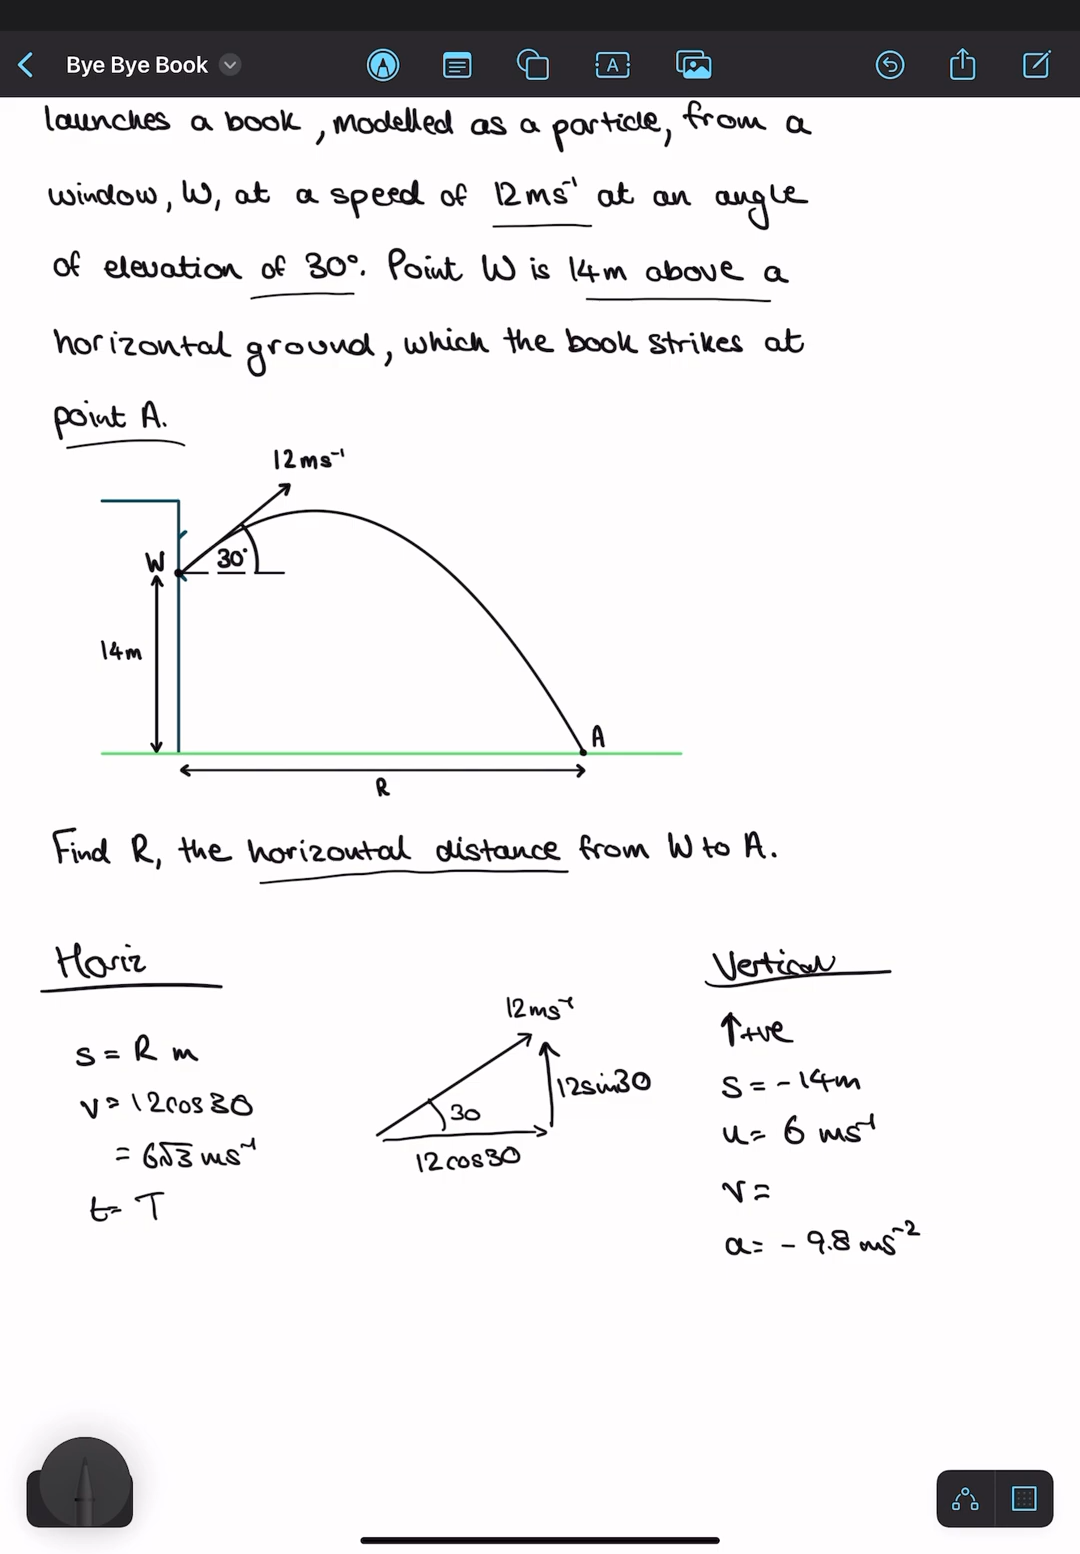 Bye Bye Book
launches a book, modelled as a particle, from a
window, W, at a speed of 12ms⁻¹ at an angle
of elevation of 30°. Point W is 14m above a
horizontal ground, which the book strikes at
point A.
12ms⁻¹
W
30°
14m
A
R
Find R, the horizontal distance from W to A.
Horiz
s = R m
v = 12cos30
= 6√3 ms⁻¹
t = T
12ms⁻¹
30
12sin30
12cos30
Vertical
↑+ve
s = -14m
u = 6 ms⁻¹
v =
a = - 9.8 ms⁻²